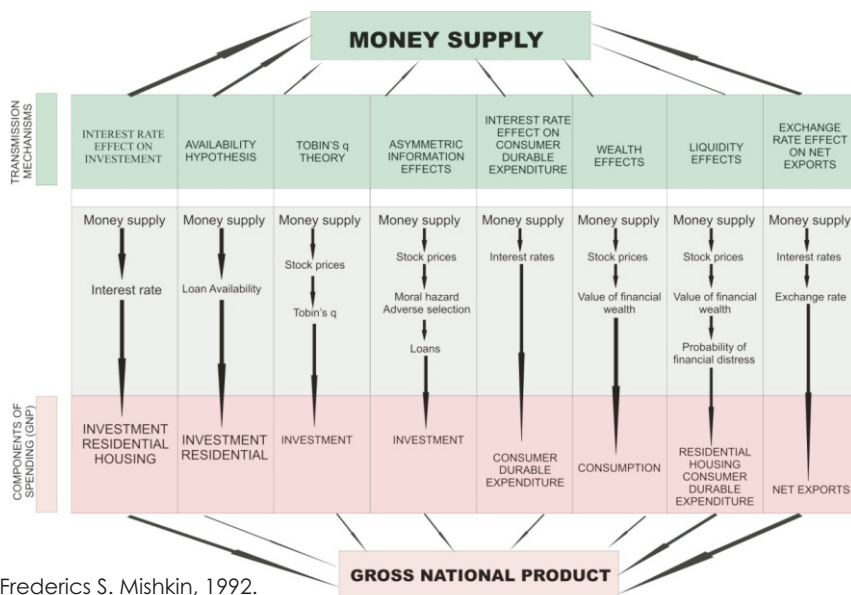 MONEY SUPPLY
TRANSMISSION
MECHANISMS
INTEREST RATE
EFFECT ON
INVESTEMENT
AVAILABILITY
HYPOTHESIS
TOBIN'S q
THEORY
ASYMMETRIC
INFORMATION
EFFECTS
INTEREST RATE
EFFECT ON
CONSUMER
DURABLE
EXPENDITURE
WEALTH
EFFECTS
LIQUIDITY
EFFECTS
EXCHANGE
RATE EFFECT
ON NET
EXPORTS
Money supply
Interest rate
INVESTMENT
RESIDENTIAL
HOUSING
Money supply
Loan Availability
INVESTMENT
RESIDENTIAL
Money supply
Stock prices
Tobin's q
INVESTMENT
Money supply
Stock prices
Moral hazard
Adverse selection
Loans
INVESTMENT
Money supply
Interest rates
CONSUMER
DURABLE
EXPENDITURE
Money supply
Stock prices
Value of financial
wealth
CONSUMPTION
Money supply
Stock prices
Value of financial
wealth
Probability of
financial distress
RESIDENTIAL
HOUSING
CONSUMER
DURABLE
EXPENDITURE
Money supply
Interest rates
Exchange rate
NET EXPORTS
COMPONENTS OF
SPENDING (GNP)
GROSS NATIONAL PRODUCT
Frederics S. Mishkin, 1992.